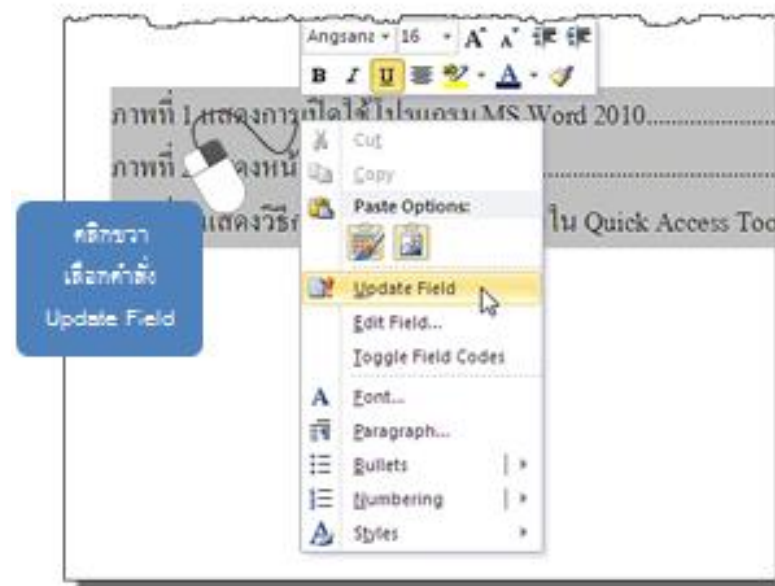 Angsana 16 A A
B I U A
ภาพที่ 1 แสดงการเปิดใช้โปรแกรม MS Word 2010
ภาพที่
แสดงวิธี ใน Quick Access Too
คลิกขวา
เลือกคำสั่ง
Update Field
Cut
Copy
Paste Options:
Update Field
Edit Field...
Toggle Field Codes
Font...
Paragraph...
Bullets
Numbering
Styles